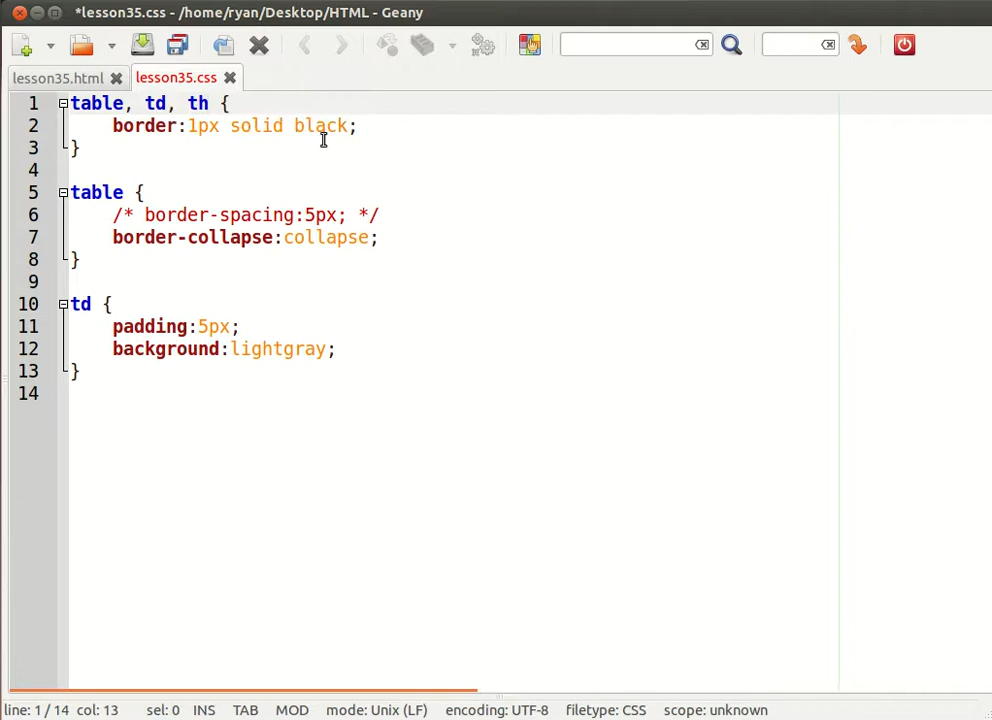 *lesson35.css - /home/ryan/Desktop/HTML - Geany
lesson35.html lesson35.css
1 table, td, th {
2 border:1px solid black;
3 }
4
5 table {
6 /* border-spacing:5px; */
7 border-collapse:collapse;
8 }
9
10 td {
11 padding:5px;
12 background:lightgray;
13 }
14
line: 1 / 14 col: 13 sel: 0 INS TAB MOD mode: Unix (LF) encoding: UTF-8 filetype: CSS scope: unknown